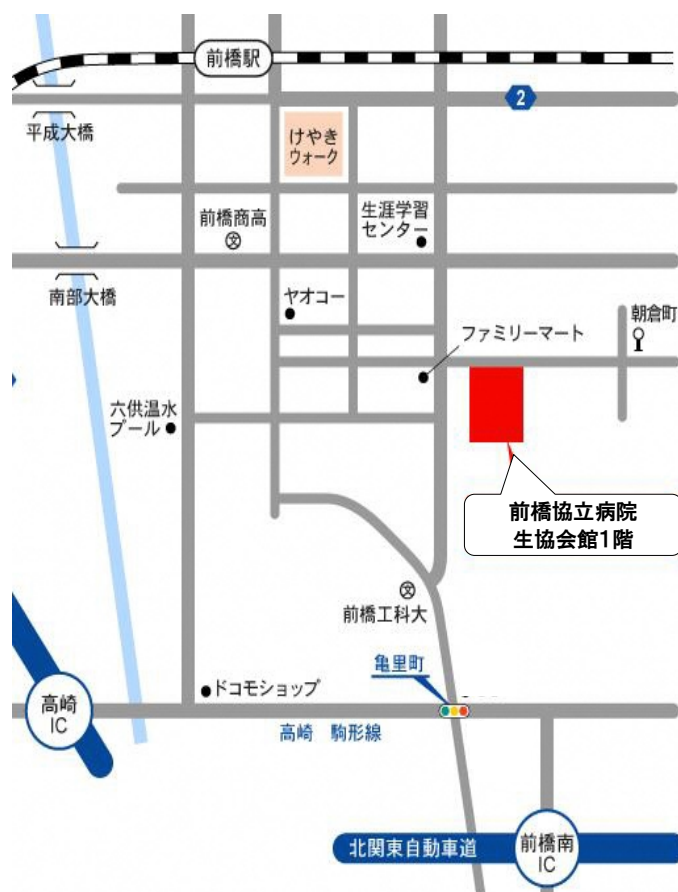 前橋駅
2
平成大橋
けやき
ウォーク
前橋商高
文
生涯学習
センター
南部大橋
ヤオコー
朝倉町
ファミリーマート
六供温水
プール
前橋協立病院
生協会館1階
文
前橋工科大
亀里町
ドコモショップ
高崎
IC
高崎 駒形線
北関東自動車道
前橋南
IC